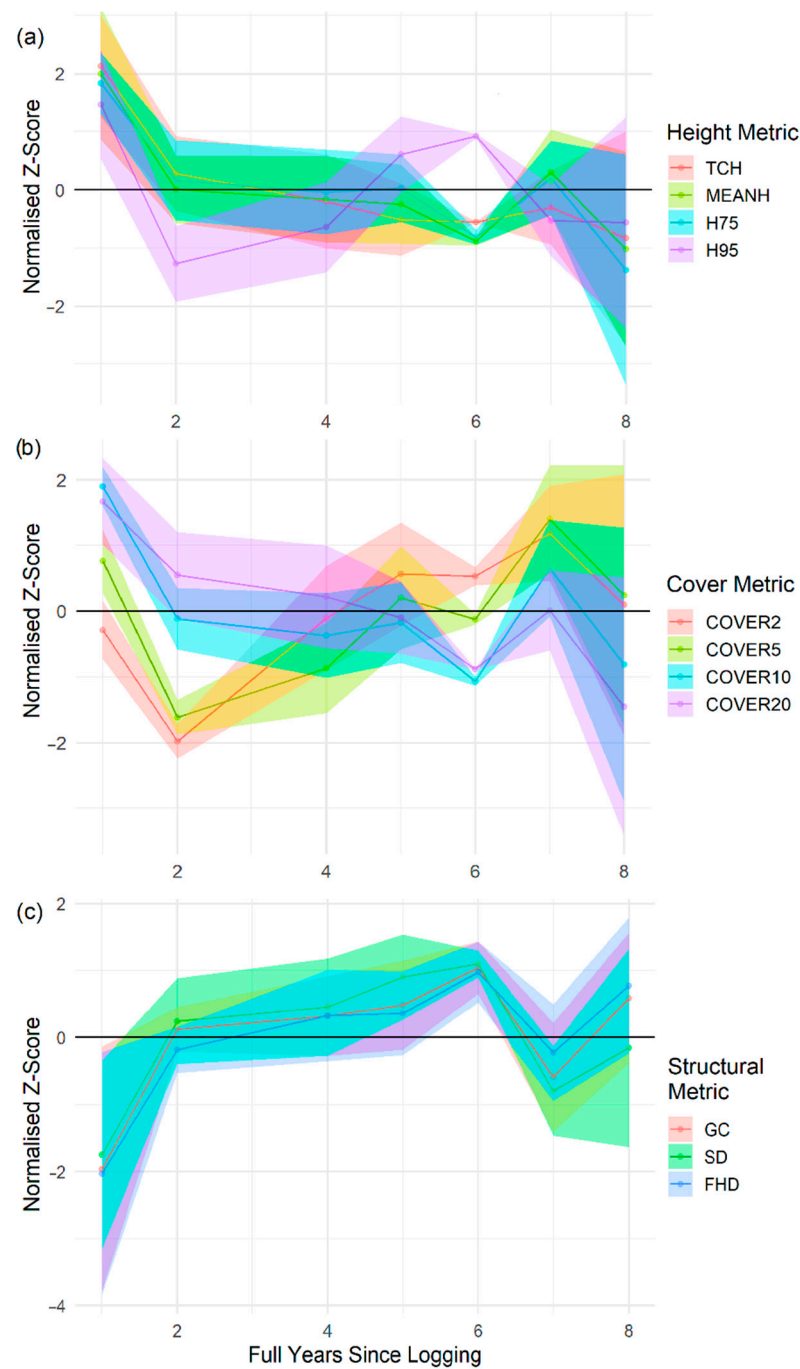 (a)
2
0
−2
Normalised Z-Score
2
4
6
8
Height Metric
TCH
MEANH
H75
H95
(b)
2
0
−2
Normalised Z-Score
2
4
6
8
Cover Metric
COVER2
COVER5
COVER10
COVER20
(c)
2
0
−2
−4
Normalised Z-Score
2
4
6
8
Full Years Since Logging
Structural
Metric
GC
SD
FHD